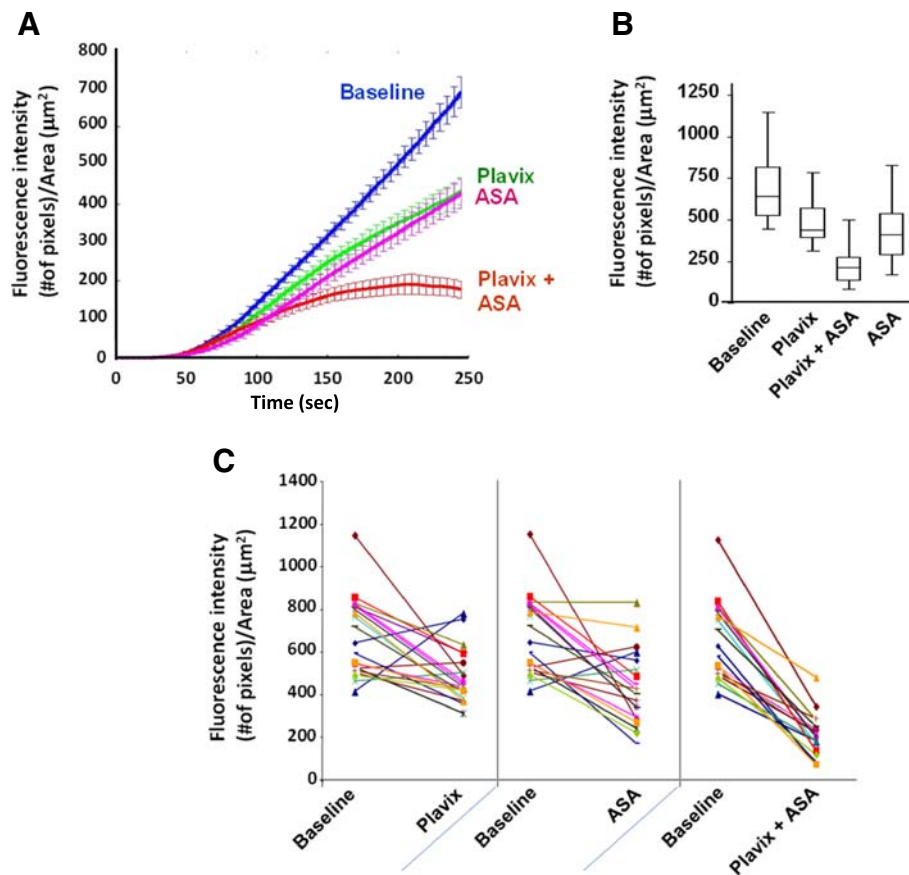 A
Fluorescence intensity
(#of pixels)/Area (µm²)
800
700
600
500
400
300
200
100
0
0 50 100 150 200 250
Time (sec)
Baseline
Plavix
ASA
Plavix +
ASA
B
Fluorescence intensity
(#of pixels)/Area (µm²)
1250
1000
750
500
250
0
Baseline
Plavix
Plavix + ASA
ASA
C
Fluorescence intensity
(#of pixels)/Area (µm²)
1400
1200
1000
800
600
400
200
0
Baseline
Plavix
Baseline
ASA
Baseline
Plavix + ASA